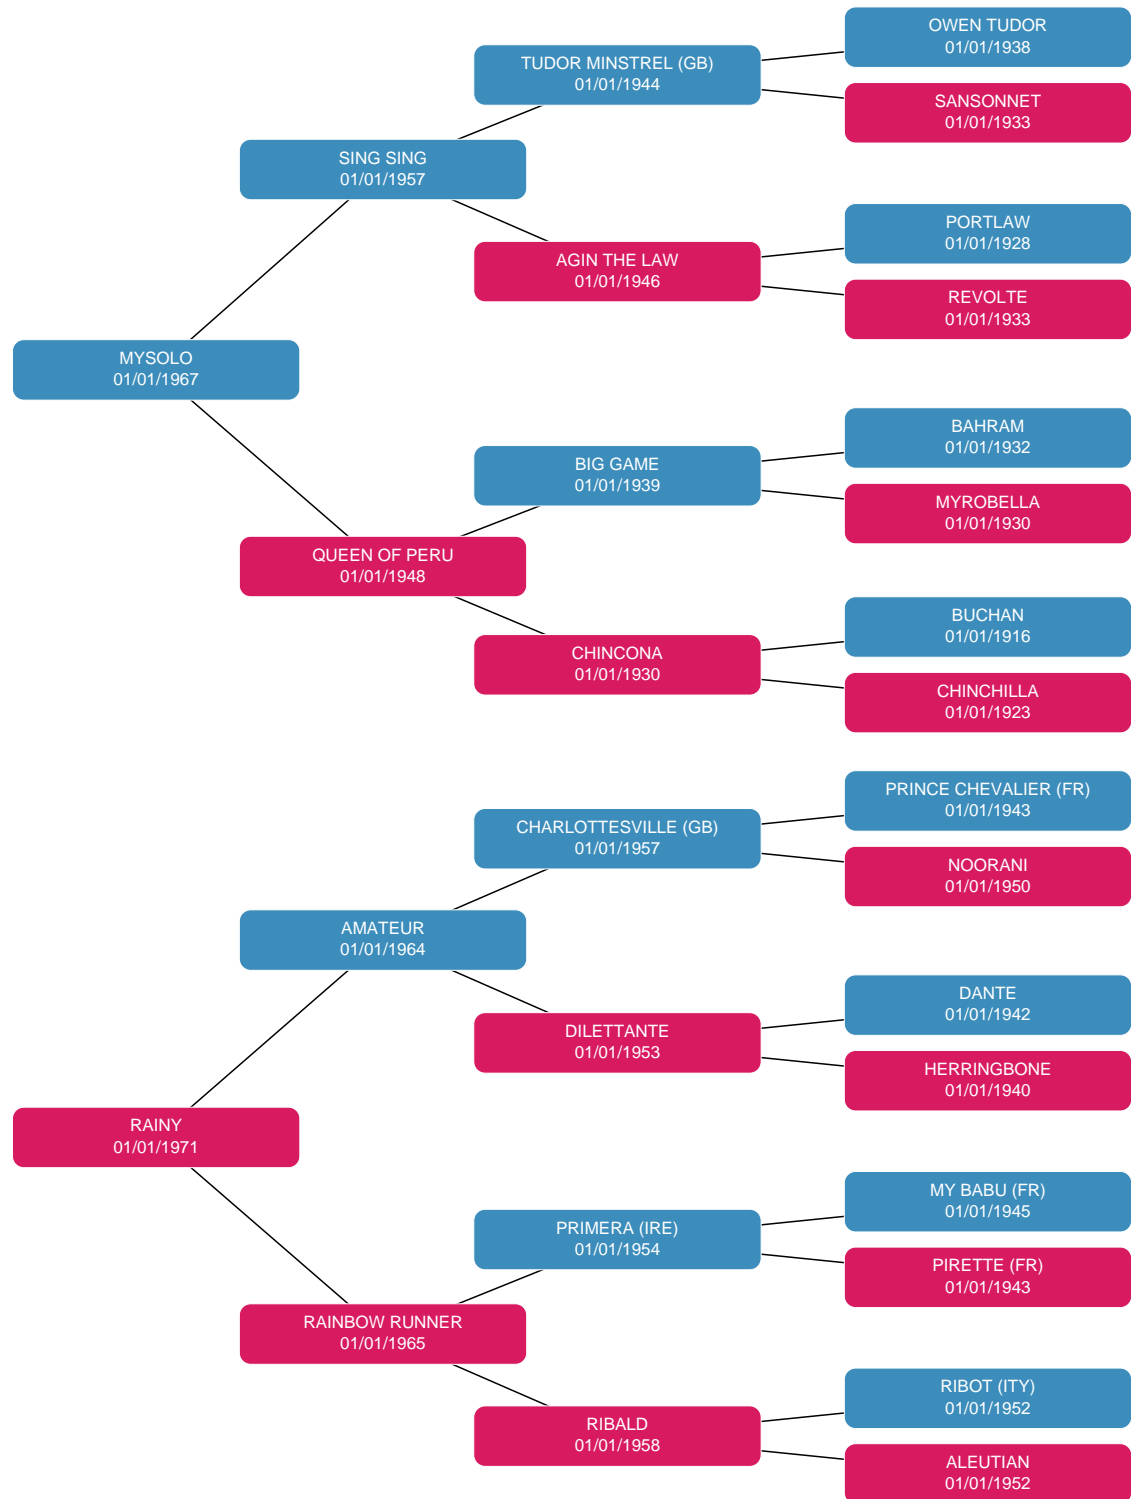 OWEN TUDOR
01/01/1938
TUDOR MINSTREL (GB)
01/01/1944
SANSONNET
01/01/1933
SING SING
01/01/1957
PORTLAW
01/01/1928
AGIN THE LAW
01/01/1946
REVOLTE
01/01/1933
MYSOLO
01/01/1967
BAHRAM
01/01/1932
BIG GAME
01/01/1939
MYROBELLA
01/01/1930
QUEEN OF PERU
01/01/1948
BUCHAN
01/01/1916
CHINCONA
01/01/1930
CHINCHILLA
01/01/1923
PRINCE CHEVALIER (FR)
01/01/1943
CHARLOTTESVILLE (GB)
01/01/1957
NOORANI
01/01/1950
AMATEUR
01/01/1964
DANTE
01/01/1942
DILETTANTE
01/01/1953
HERRINGBONE
01/01/1940
RAINY
01/01/1971
MY BABU (FR)
01/01/1945
PRIMERA (IRE)
01/01/1954
PIRETTE (FR)
01/01/1943
RAINBOW RUNNER
01/01/1965
RIBOT (ITY)
01/01/1952
RIBALD
01/01/1958
ALEUTIAN
01/01/1952